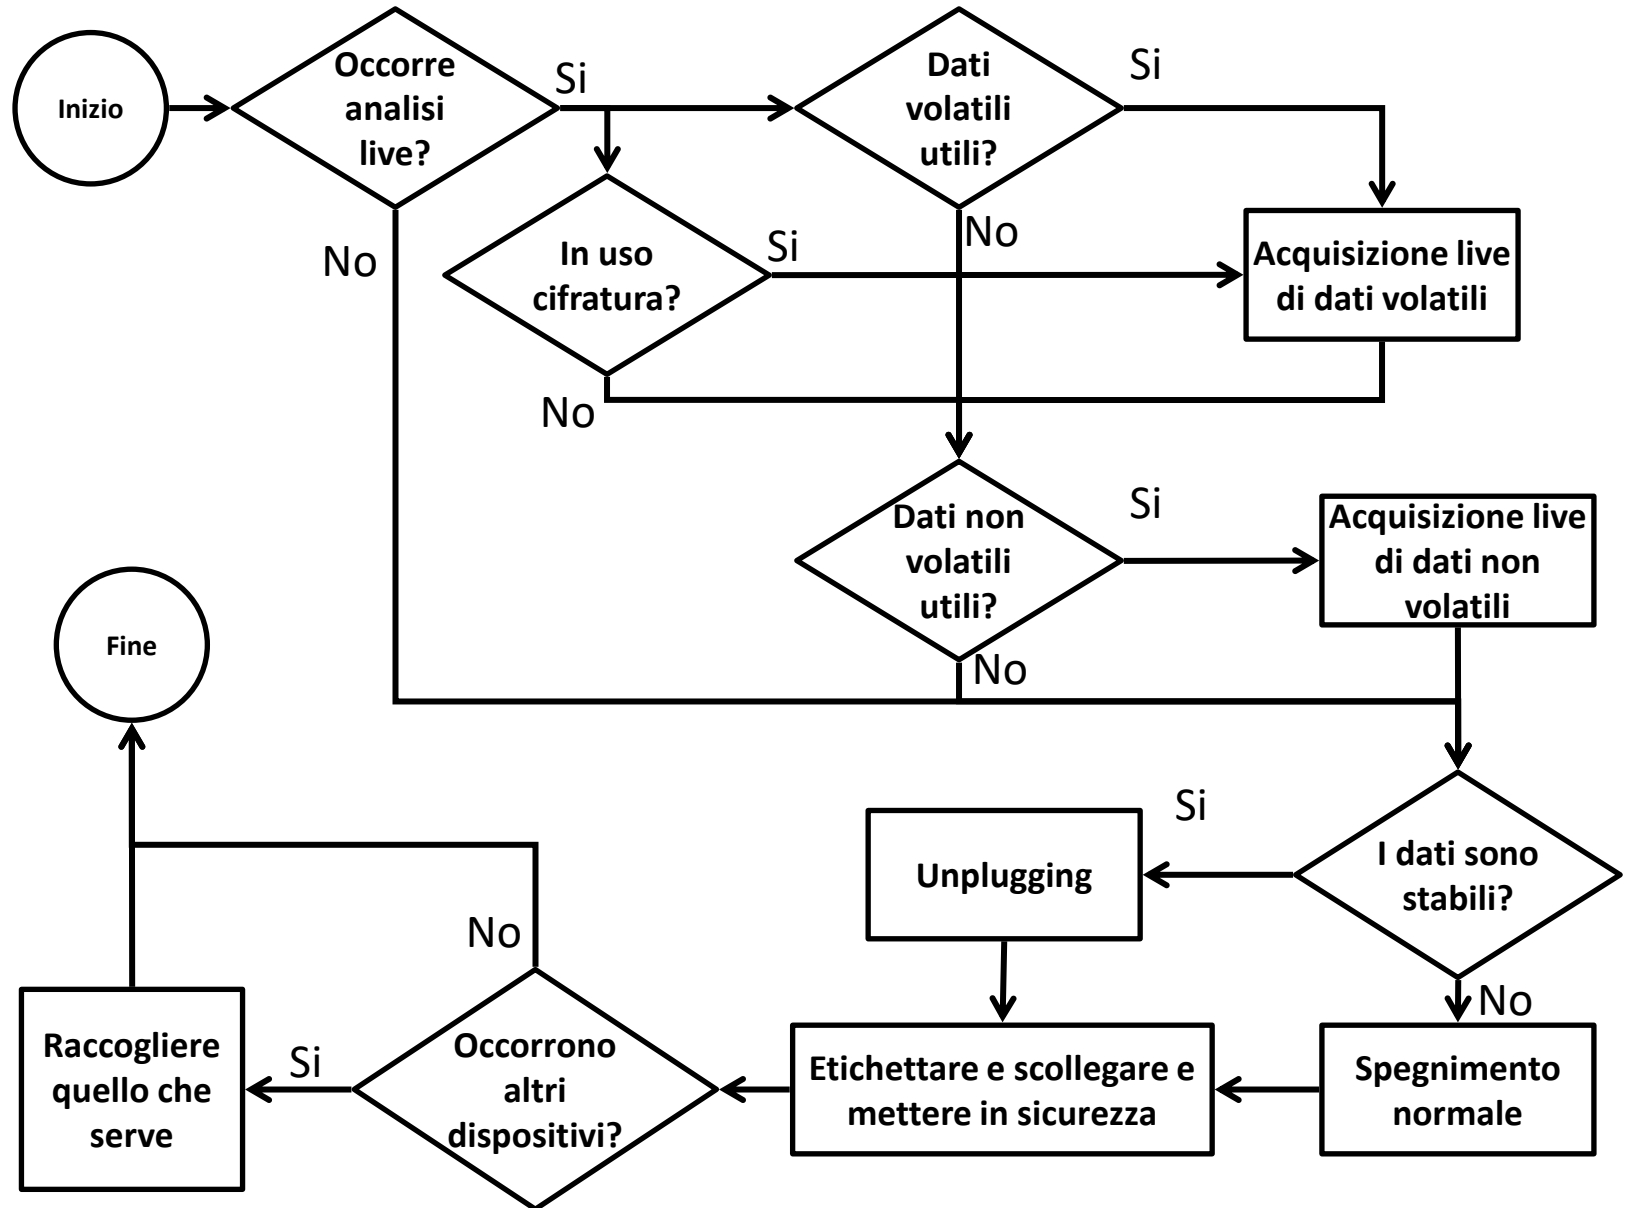 Inizio
Occorre
analisi
live?
Si
Dati
volatili
utili?
Si
No
In uso
cifratura?
Si
No
Acquisizione live
di dati volatili
No
Dati non
volatili
utili?
Si
Acquisizione live
di dati non
volatili
Fine
No
Si
Unplugging
I dati sono
stabili?
No
No
Raccogliere
quello che
serve
Si
Occorrono
altri
dispositivi?
Etichettare e scollegare e
mettere in sicurezza
Spegnimento
normale